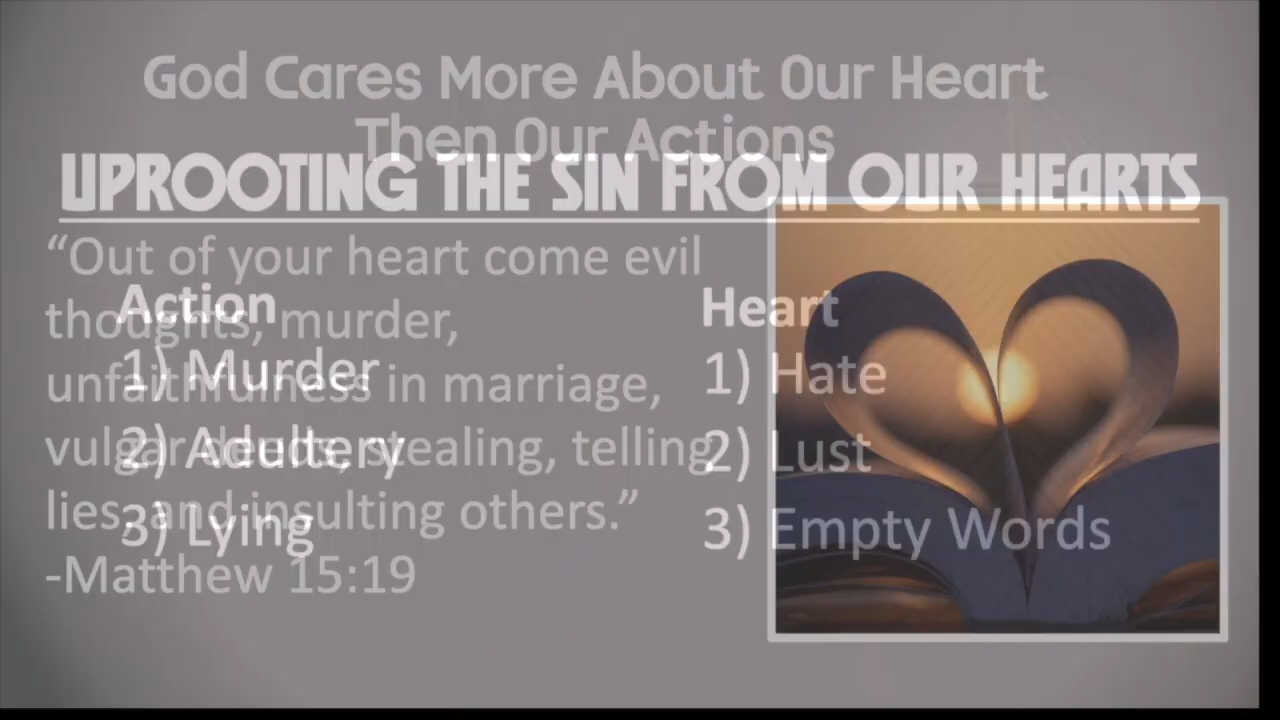 God Cares More About Our Heart
Then Our Actions
UPROOTING THE SIN FROM OUR HEARTS
“Out of your heart come evil
thoughts, murder,
unfaithfulness in marriage,
vulgar deeds, stealing, telling
lies, and insulting others.”
-Matthew 15:19
Action
1) Murder
2) Adultery
3) Lying
Heart
1) Hate
2) Lust
3) Empty Words